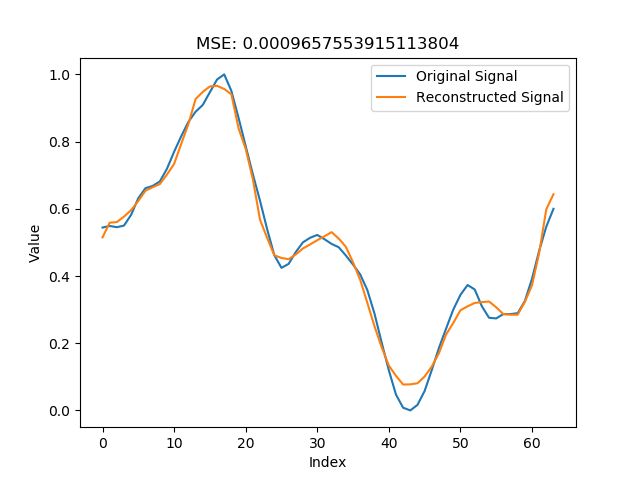 MSE: 0.0009657553915113804
Original Signal
Reconstructed Signal
1.0
0.8
0.6
0.4
0.2
0.0
Value
0 10 20 30 40 50 60
Index